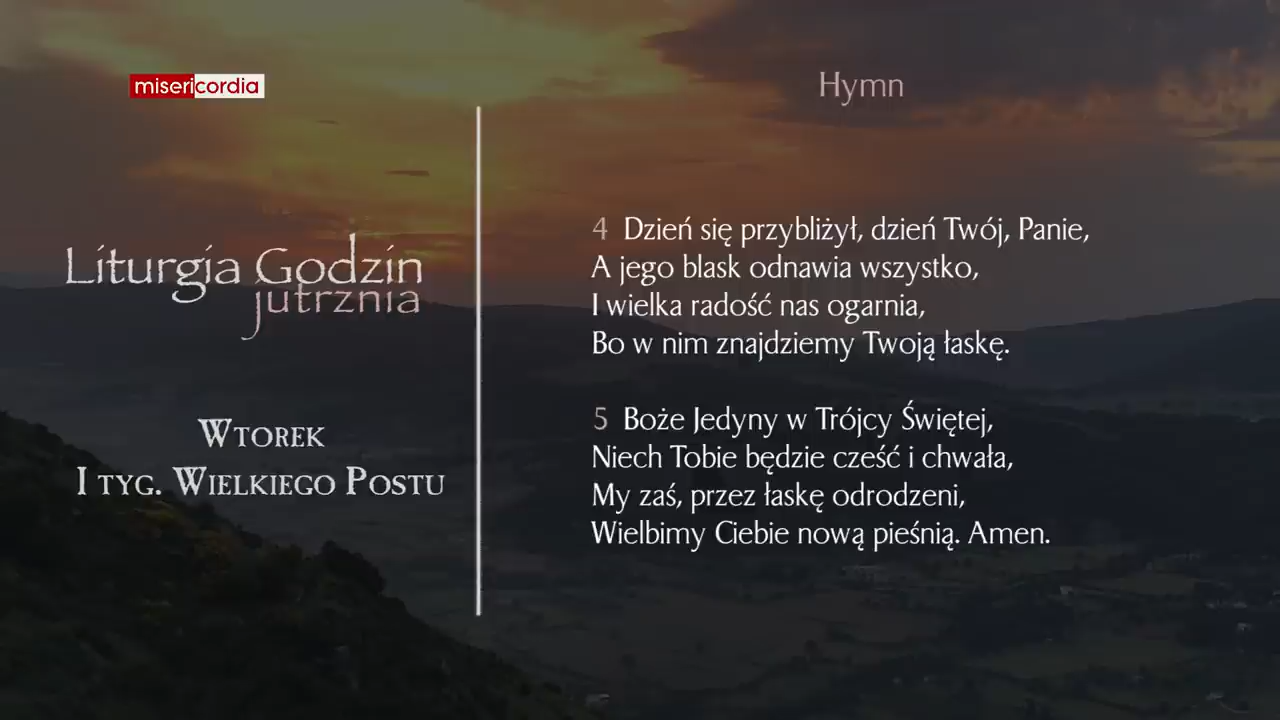 misericordia
Liturgia Godzin
jutrznia
Wtorek
I tyg. Wielkiego Postu
Hymn
4 Dzień się przybliżył, dzień Twój, Panie,
A jego blask odnawia wszystko,
I wielka radość nas ogarnia,
Bo w nim znajdziemy Twoją łaskę.
5 Boże Jedyny w Trójcy Świętej,
Niech Tobie będzie cześć i chwała,
My zaś, przez łaskę odrodzeni,
Wielbimy Ciebie nową pieśnią. Amen.